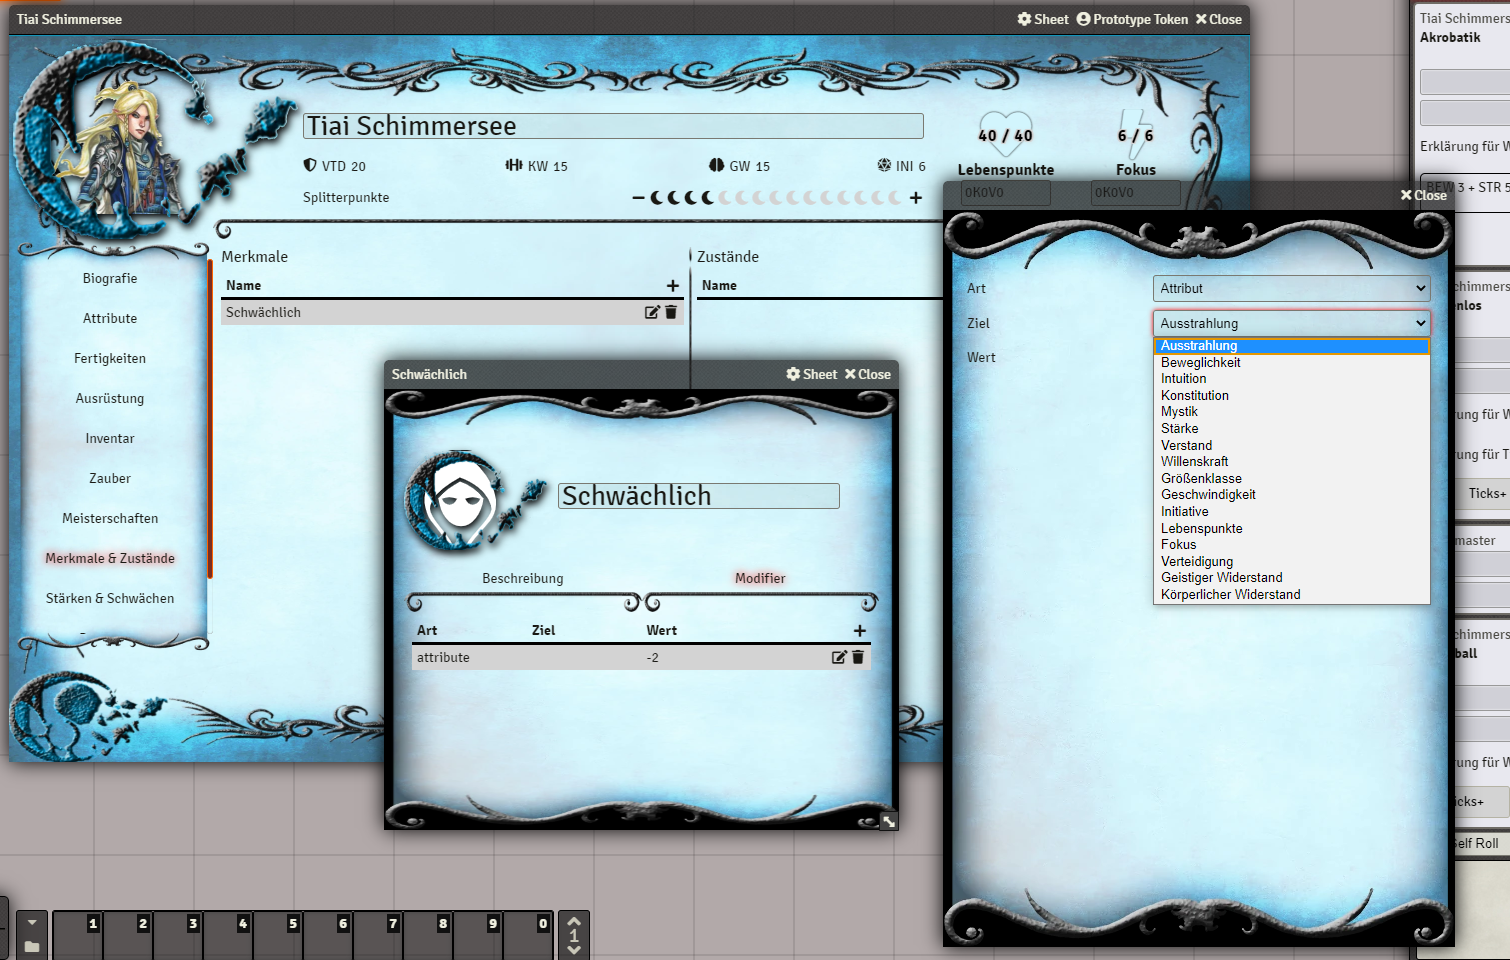 Tiai Schimmersee
Sheet Prototype Token Close
Tiai Schimmersee
40 / 40
6 / 6
Lebenspunkte Fokus
0K0V0 0K0V0
VTD 20 KW 15 GW 15 INI 6
Splitterpunkte
Biografie
Attribute
Fertigkeiten
Ausrüstung
Inventar
Zauber
Meisterschaften
Merkmale & Zustände
Stärken & Schwächen
Merkmale
Name
Schwächlich
Zustände
Name
Schwächlich
Sheet Close
Schwächlich
Beschreibung Modifier
Art Ziel Wert
attribute -2
Close
Art Attribut
Ziel Ausstrahlung
Wert
Ausstrahlung
Beweglichkeit
Intuition
Konstitution
Mystik
Stärke
Verstand
Willenskraft
Größenklasse
Geschwindigkeit
Initiative
Lebenspunkte
Fokus
Verteidigung
Geistiger Widerstand
Körperlicher Widerstand
Tiai Schimmers
Akrobatik
Erklärung für W
BEW 3 + STR 5
chimmers
nlos
ung für W
ung für T
Ticks+
master
chimmers
ball
ung für W
icks+
Self Roll
1 2 3 4 5 6 7 8 9 0
1